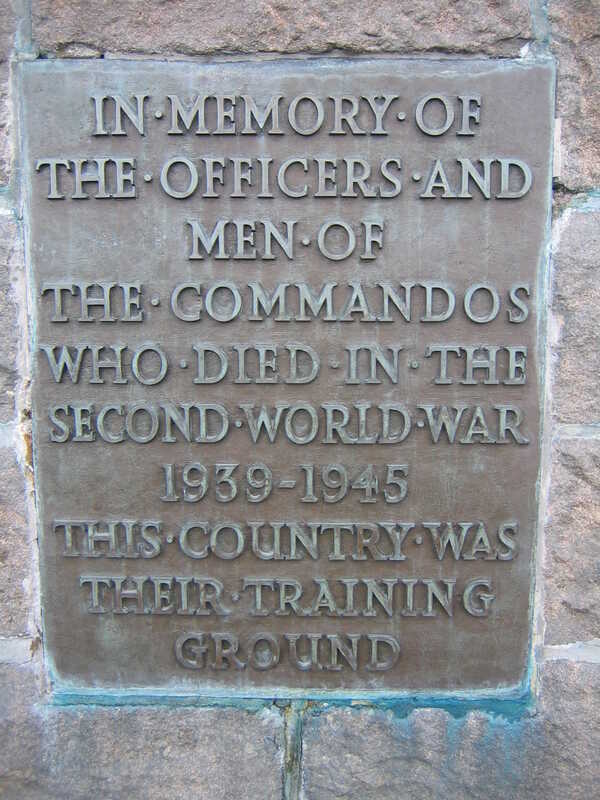 IN·MEMORY·OF
THE·OFFICERS·AND
MEN·OF
THE·COMMANDOS
WHO·DIED·IN·THE
SECOND·WORLD·WAR
1939-1945
THIS·COUNTRY·WAS
THEIR·TRAINING
GROUND